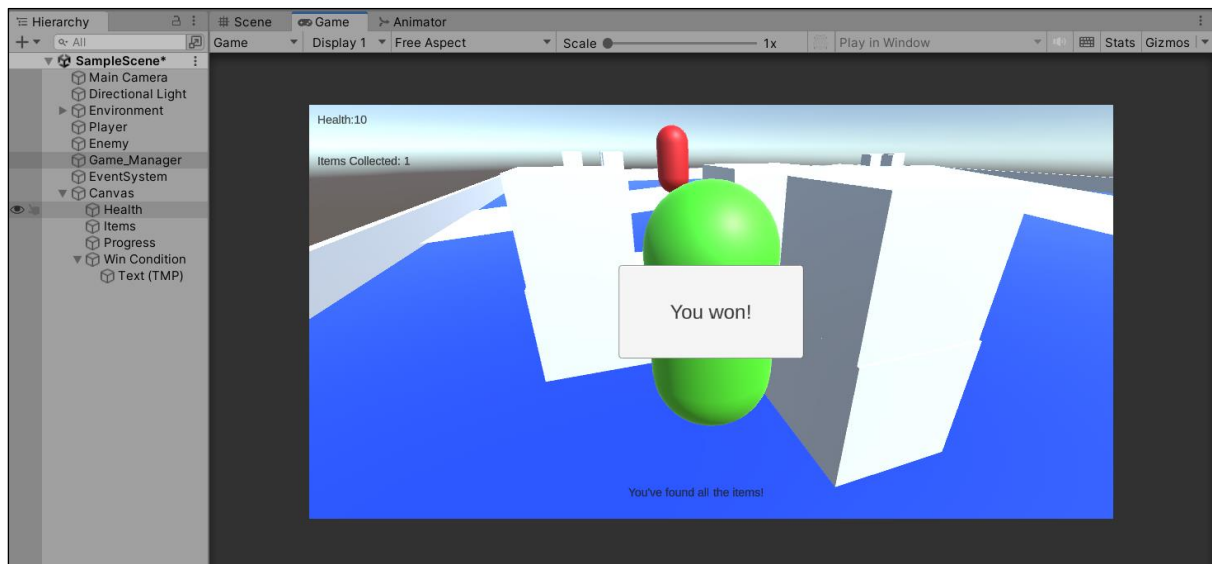 Hierarchy
Scene
Game
Animator
All
Game
Display 1
Free Aspect
Scale
1x
Play in Window
Stats
Gizmos
SampleScene*
Main Camera
Directional Light
Environment
Player
Enemy
Game_Manager
EventSystem
Canvas
Health
Items
Progress
Win Condition
Text (TMP)
Health:10
Items Collected: 1
You won!
You've found all the items!